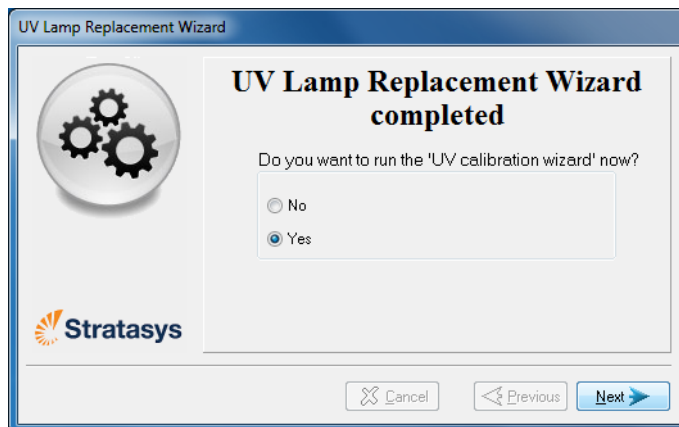 UV Lamp Replacement Wizard
UV Lamp Replacement Wizard
completed
Do you want to run the 'UV calibration wizard' now?
No
Yes
Stratasys
Cancel
Previous
Next